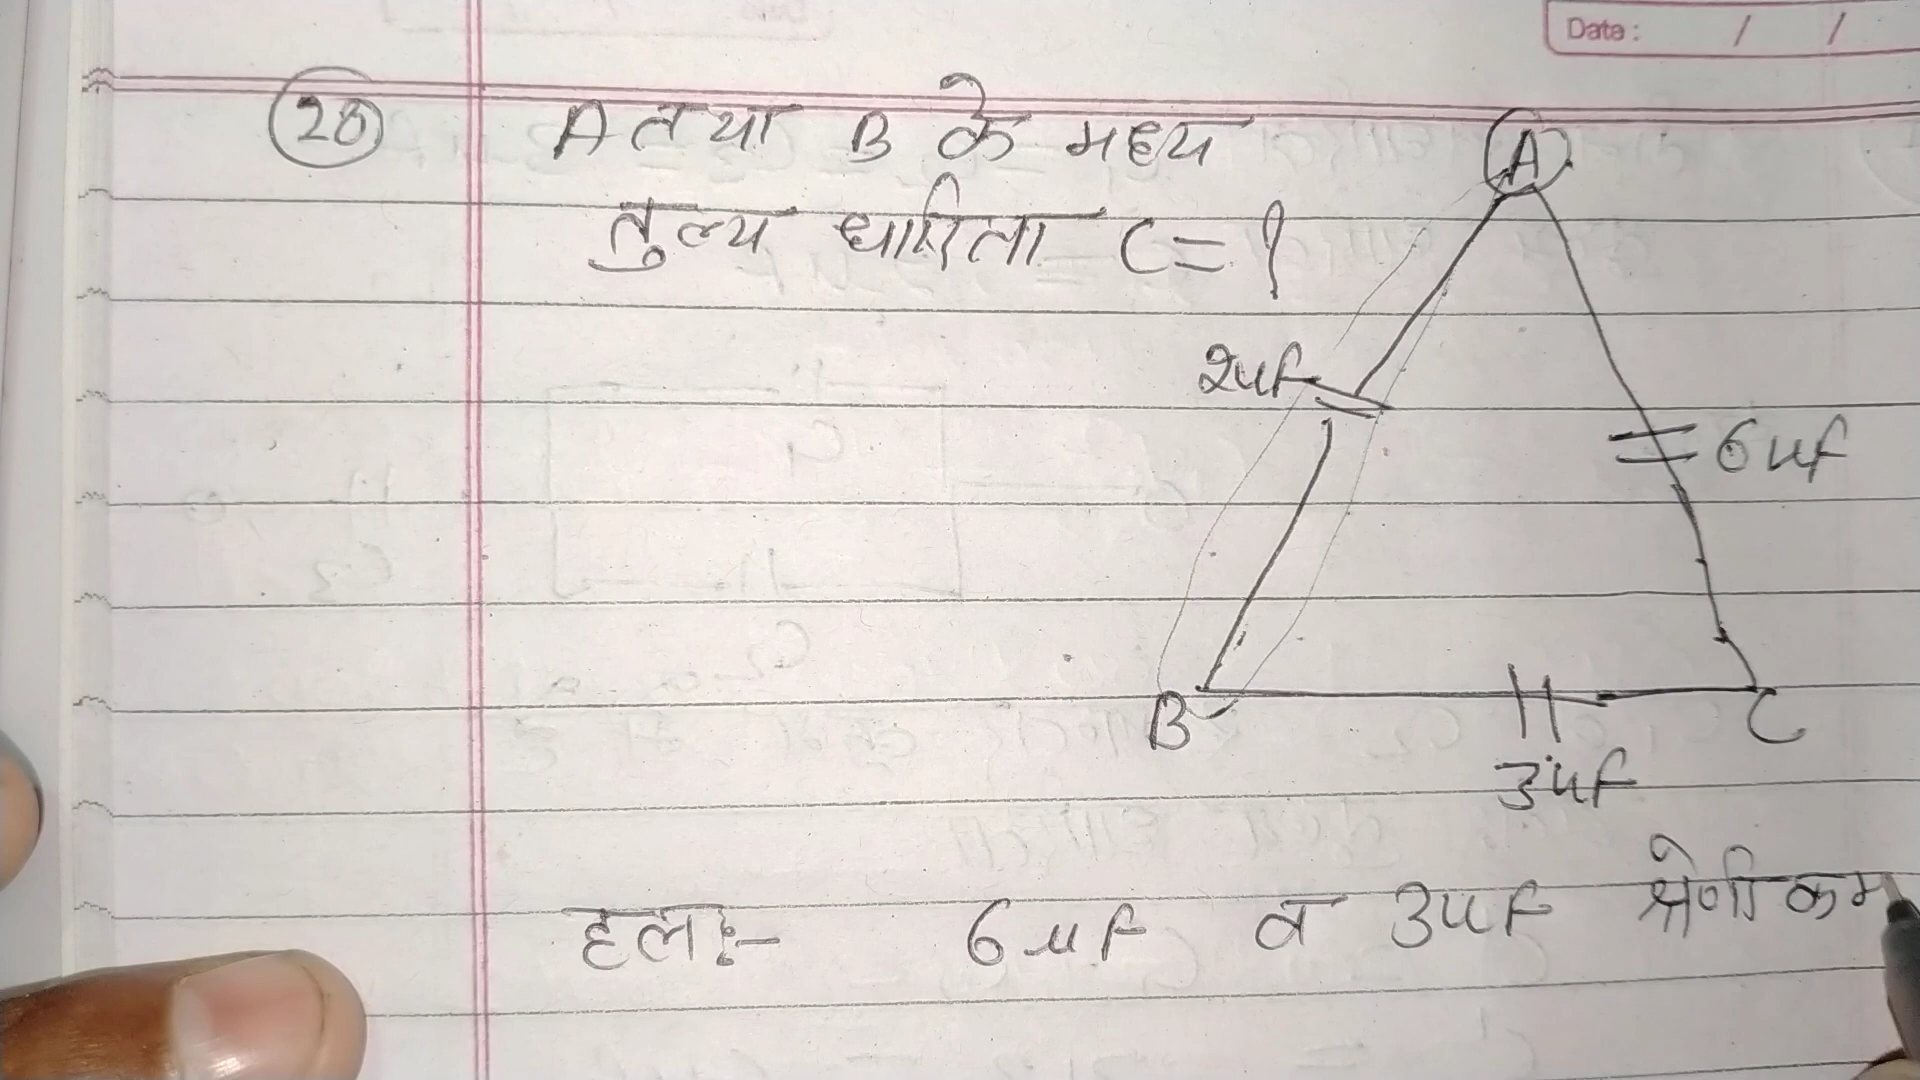 Date : / /
20 A तथा B के मध्य
तुल्य धारिता C = ?
A
2uf
6uf
B
C
3uf
हल:- 6uf व 3uf श्रेणीक्रम